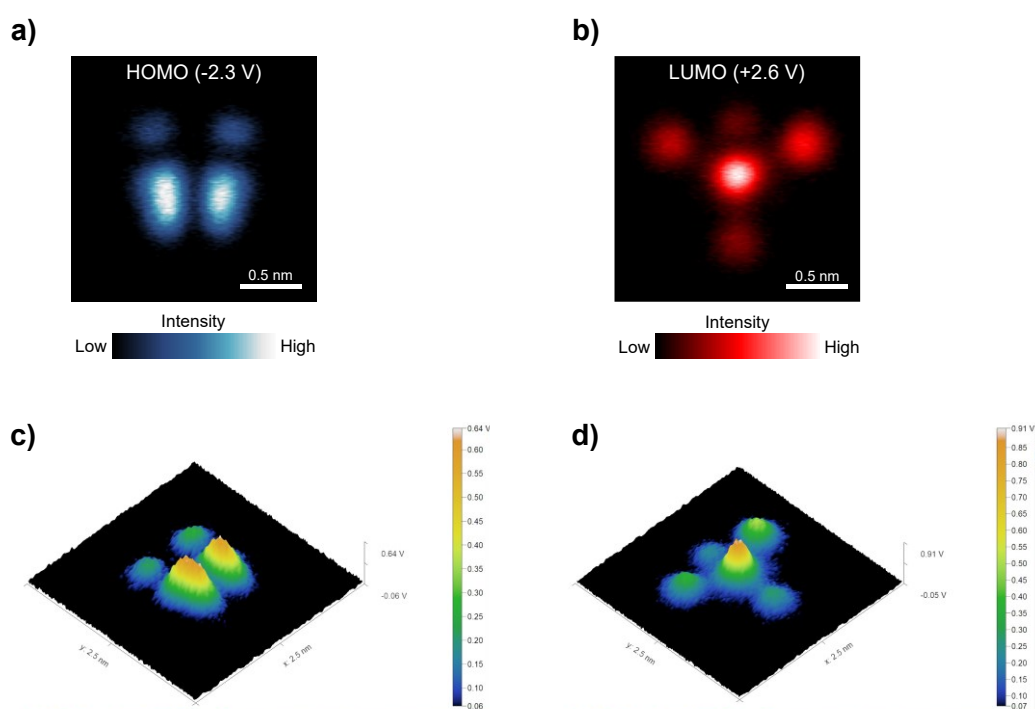 a)
HOMO (-2.3 V)
0.5 nm
Intensity
Low
High
b)
LUMO (+2.6 V)
0.5 nm
Intensity
Low
High
c)
0.64 V
0.60
0.55
0.50
0.45
0.40
0.35
0.30
0.25
0.20
0.15
0.10
0.06
0.64 V
-0.06 V
y: 2.5 nm
x: 2.5 nm
d)
0.91 V
0.85
0.80
0.75
0.70
0.65
0.60
0.55
0.50
0.45
0.40
0.35
0.30
0.25
0.20
0.15
0.10
0.07
0.91 V
-0.05 V
y: 2.5 nm
x: 2.5 nm